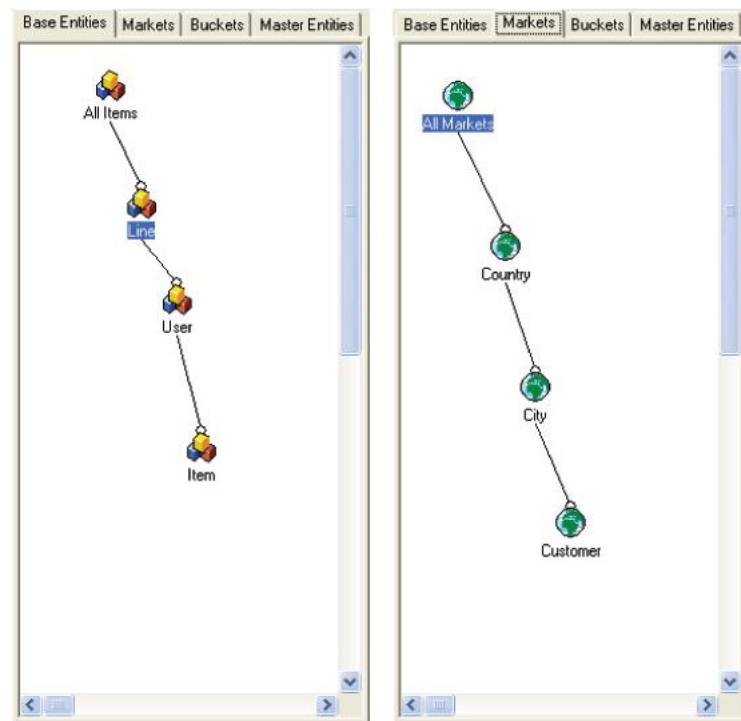 Base Entities Markets Buckets Master Entities
All Items
Line
User
Item
Base Entities Markets Buckets Master Entities
All Markets
Country
City
Customer